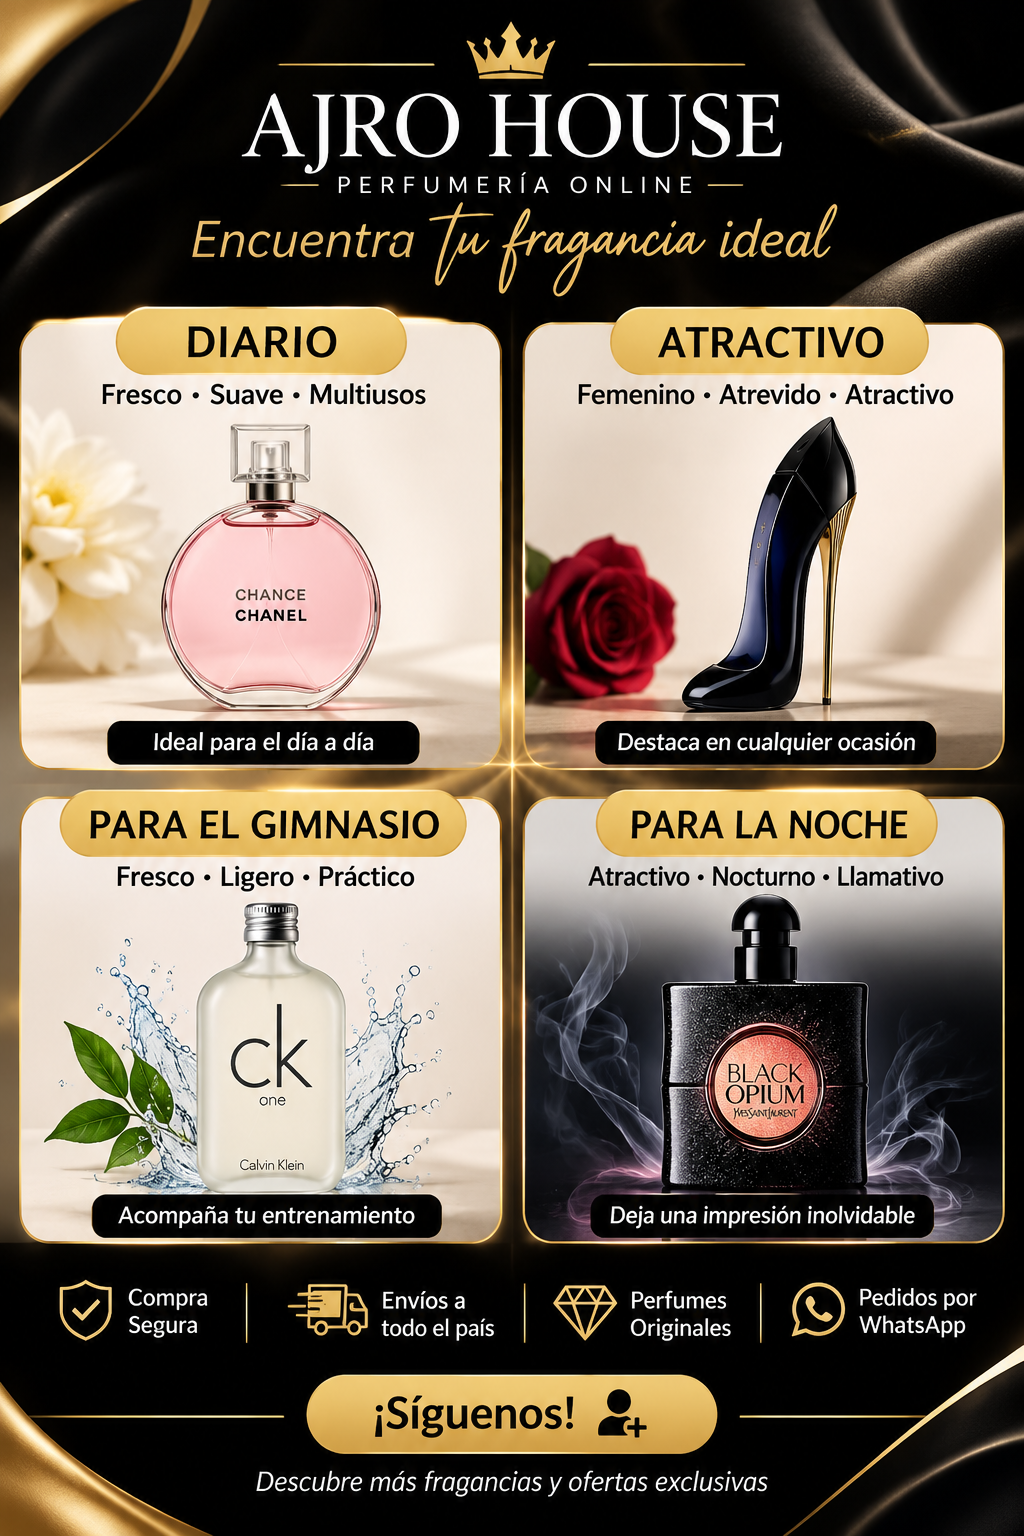 AJRO HOUSE
PERFUMERÍA ONLINE
Encuentra tu fragancia ideal
DIARIO
Fresco • Suave • Multiusos
CHANCE
CHANEL
Ideal para el día a día
ATRACTIVO
Femenino • Atrevido • Atractivo
Destaca en cualquier ocasión
PARA EL GIMNASIO
Fresco • Ligero • Práctico
ck
one
Calvin Klein
Acompaña tu entrenamiento
PARA LA NOCHE
Atractivo • Nocturno • Llamativo
BLACK
OPIUM
YVESSAINTLAURENT
Deja una impresión inolvidable
Compra
Segura
Envíos a
todo el país
Perfumes
Originales
Pedidos por
WhatsApp
¡Síguenos!
Descubre más fragancias y ofertas exclusivas